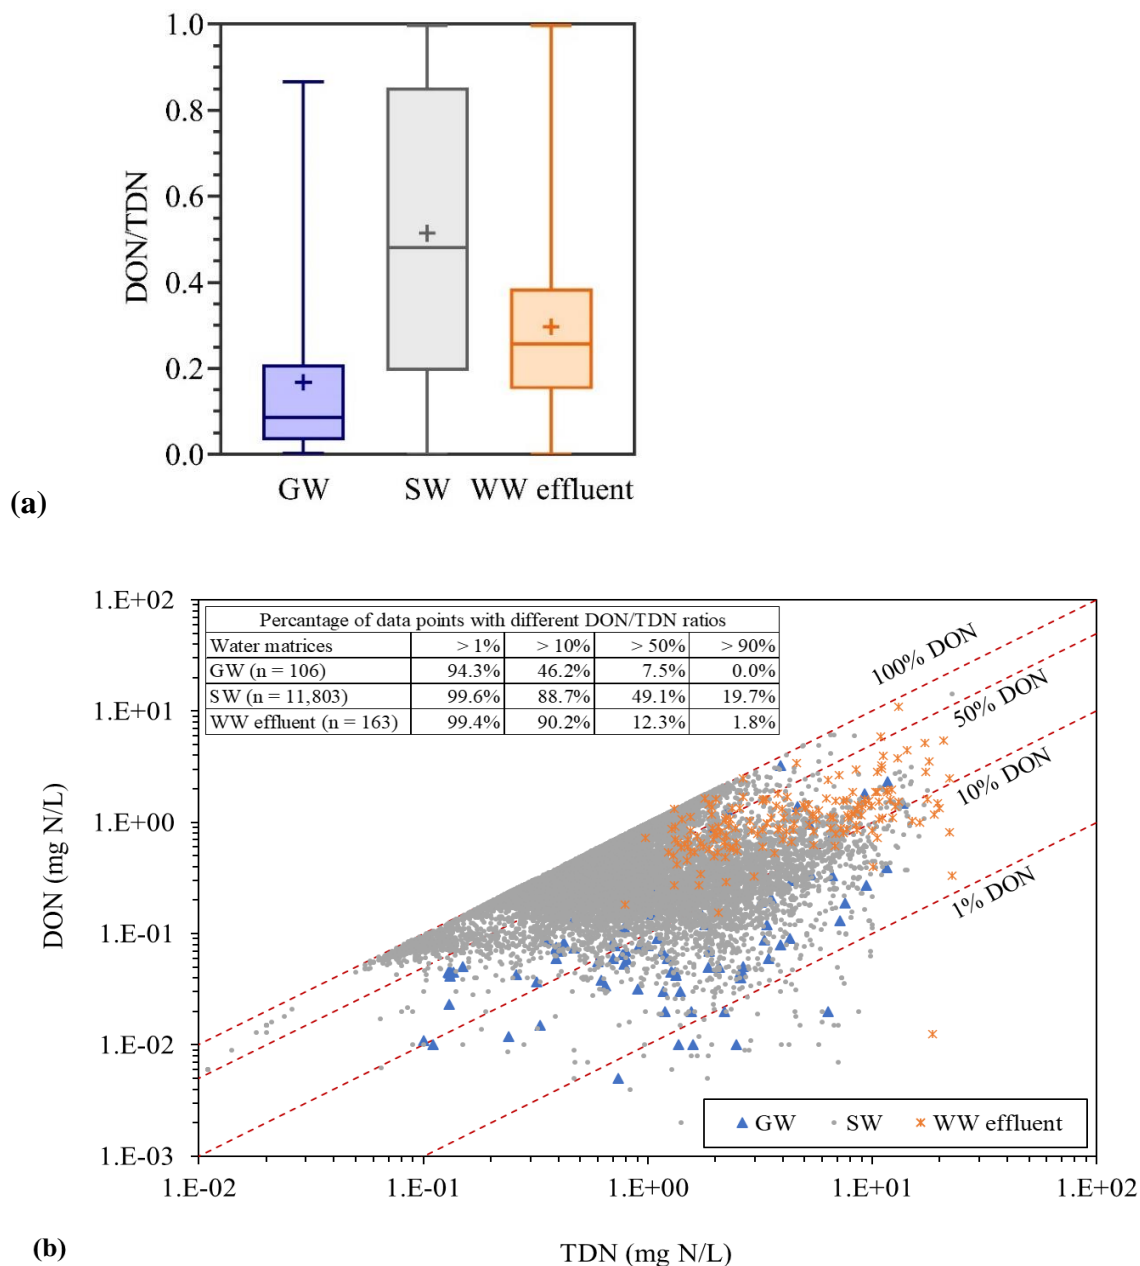 1.0
0.8
0.6
0.4
0.2
0.0
DON/TDN
GW SW WW effluent
(a)
1.E+02
1.E+01
1.E+00
1.E-01
1.E-02
1.E-03
DON (mg N/L)
Percentage of data points with different DON/TDN ratios
Water matrices > 1% > 10% > 50% > 90%
GW (n = 106) 94.3% 46.2% 7.5% 0.0%
SW (n = 11,803) 99.6% 88.7% 49.1% 19.7%
WW effluent (n = 163) 99.4% 90.2% 12.3% 1.8%
100% DON
50% DON
10% DON
1% DON
GW SW WW effluent
1.E-02 1.E-01 1.E+00 1.E+01 1.E+02
(b)
TDN (mg N/L)